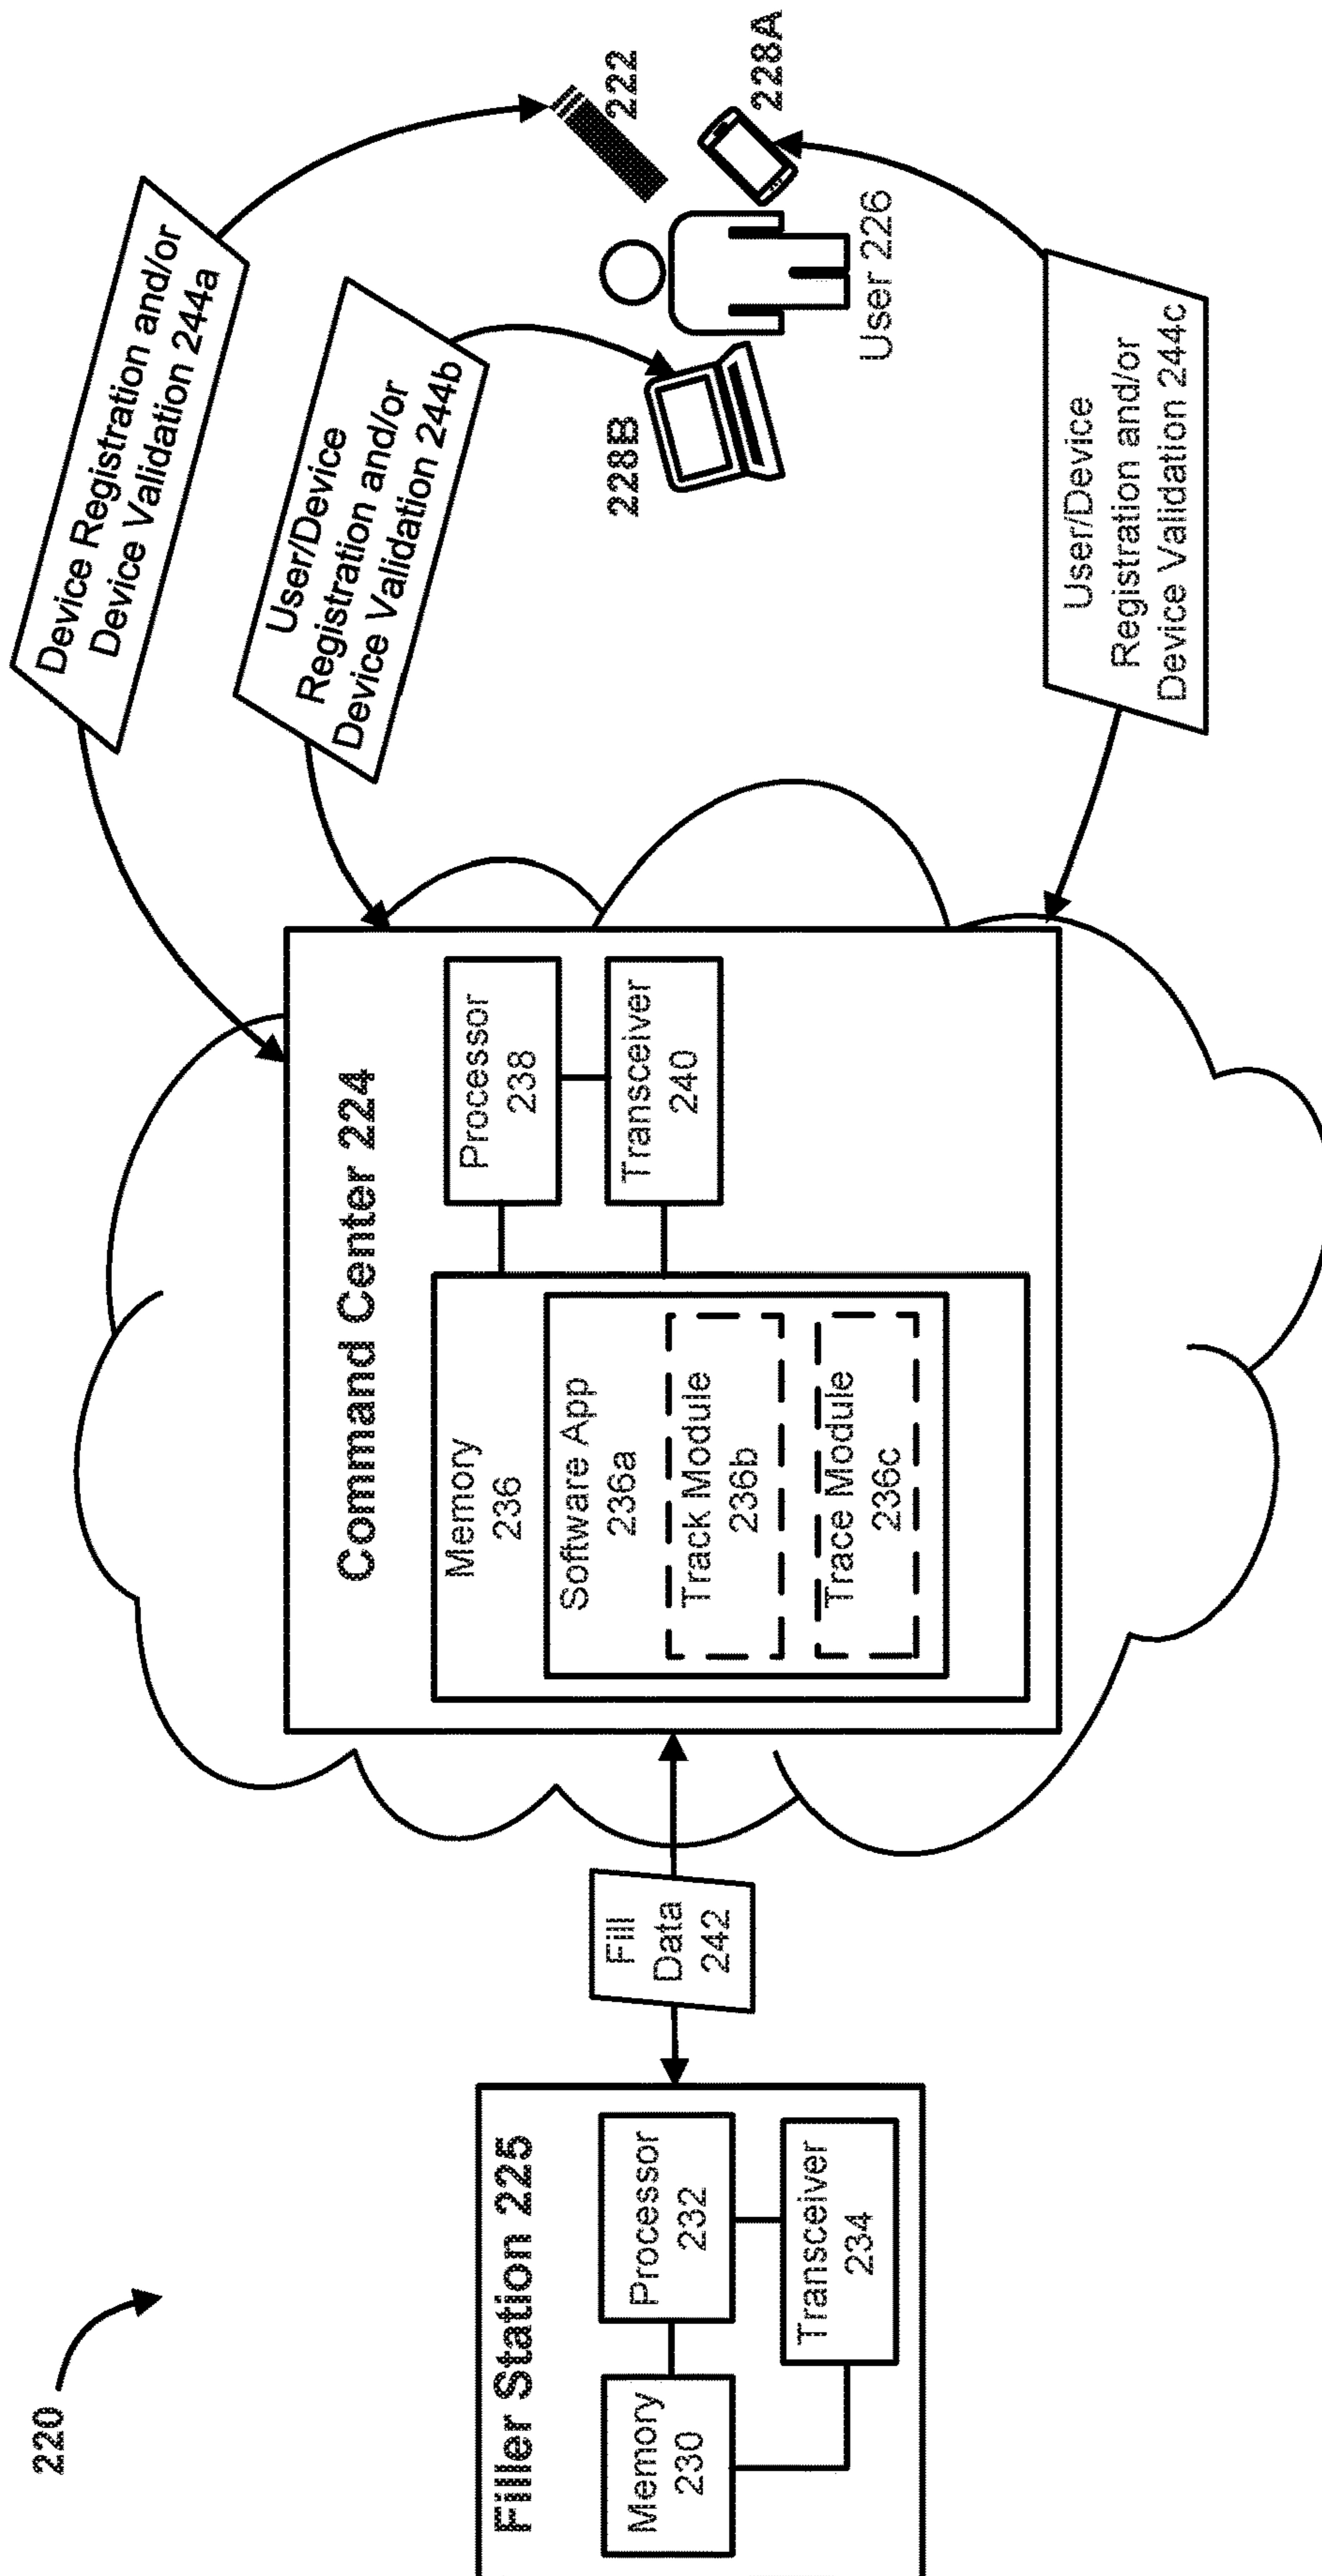 220
Filler Station 225
Memory
230
Processor
232
Transceiver
234
Fill
Data
242
Command Center 224
Memory
236
Software App
236a
Track Module
236b
Trace Module
236c
Processor
238
Transceiver
240
Device Registration and/or
Device Validation 244a
User/Device
Registration and/or
Device Validation 244b
User/Device
Registration and/or
Device Validation 244c
222
228A
228B
User 226